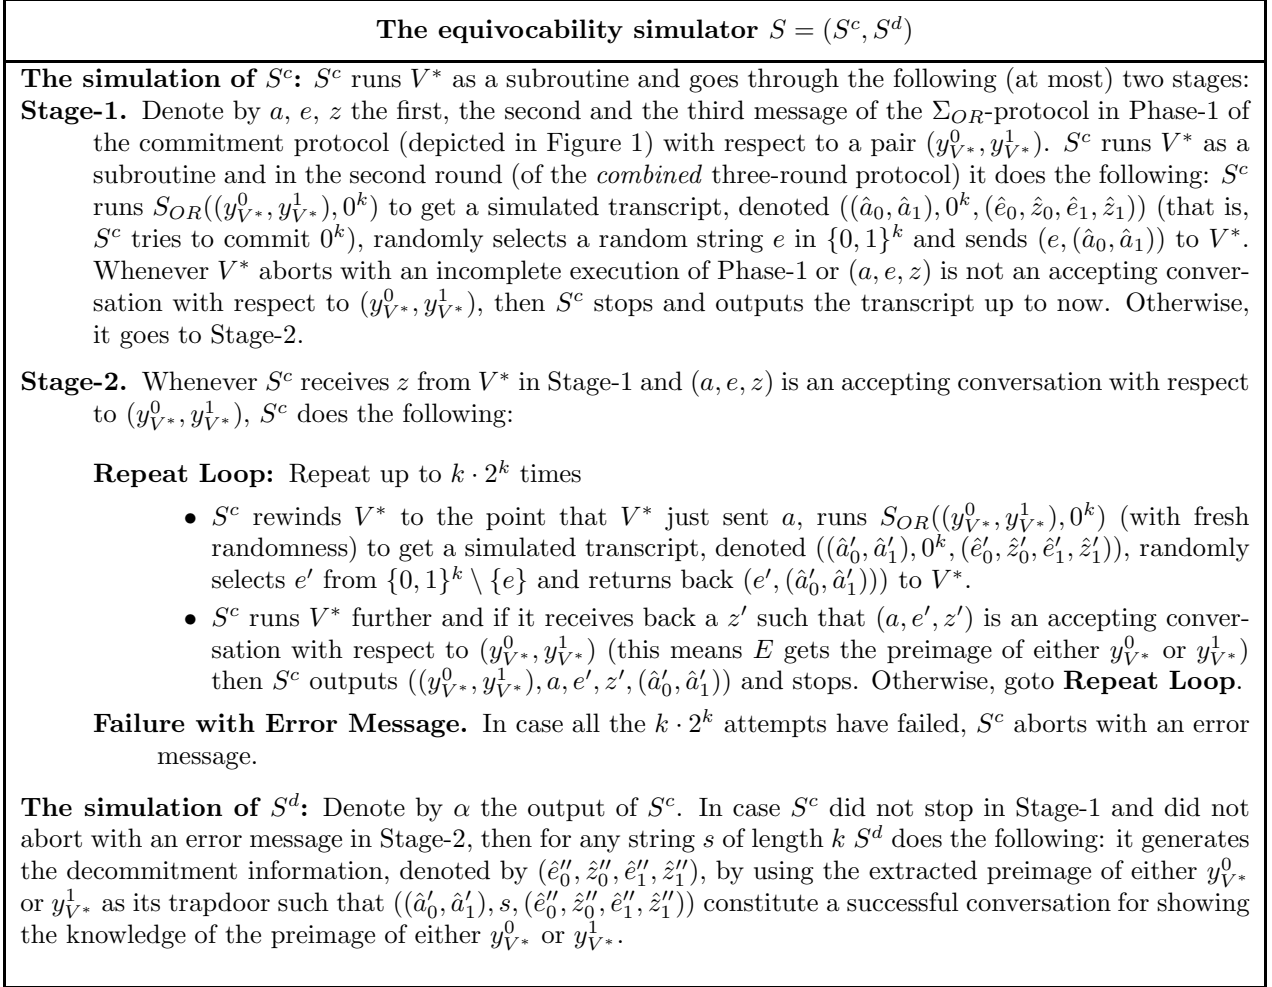 The equivocability simulator S = (S^c, S^d)
The simulation of S^c: S^c runs V^* as a subroutine and goes through the following (at most) two stages:
Stage-1. Denote by a, e, z the first, the second and the third message of the Σ_{OR}-protocol in Phase-1 of
the commitment protocol (depicted in Figure 1) with respect to a pair (y^0_{V^*}, y^1_{V^*}). S^c runs V^* as a
subroutine and in the second round (of the combined three-round protocol) it does the following: S^c
runs S_{OR}((y^0_{V^*}, y^1_{V^*}), 0^k) to get a simulated transcript, denoted ((â_0, â_1), 0^k, (ê_0, ẑ_0, ê_1, ẑ_1)) (that is,
S^c tries to commit 0^k), randomly selects a random string e in {0, 1}^k and sends (e, (â_0, â_1)) to V^*.
Whenever V^* aborts with an incomplete execution of Phase-1 or (a, e, z) is not an accepting conver-
sation with respect to (y^0_{V^*}, y^1_{V^*}), then S^c stops and outputs the transcript up to now. Otherwise,
it goes to Stage-2.
Stage-2. Whenever S^c receives z from V^* in Stage-1 and (a, e, z) is an accepting conversation with respect
to (y^0_{V^*}, y^1_{V^*}), S^c does the following:
Repeat Loop: Repeat up to k · 2^k times
• S^c rewinds V^* to the point that V^* just sent a, runs S_{OR}((y^0_{V^*}, y^1_{V^*}), 0^k) (with fresh
randomness) to get a simulated transcript, denoted ((â'_0, â'_1), 0^k, (ê'_0, ẑ'_0, ê'_1, ẑ'_1)), randomly
selects e' from {0, 1}^k \ {e} and returns back (e', (â'_0, â'_1))) to V^*.
• S^c runs V^* further and if it receives back a z' such that (a, e', z') is an accepting conver-
sation with respect to (y^0_{V^*}, y^1_{V^*}) (this means E gets the preimage of either y^0_{V^*} or y^1_{V^*})
then S^c outputs ((y^0_{V^*}, y^1_{V^*}), a, e', z', (â'_0, â'_1)) and stops. Otherwise, goto Repeat Loop.
Failure with Error Message. In case all the k · 2^k attempts have failed, S^c aborts with an error
message.
The simulation of S^d: Denote by α the output of S^c. In case S^c did not stop in Stage-1 and did not
abort with an error message in Stage-2, then for any string s of length k S^d does the following: it generates
the decommitment information, denoted by (ê''_0, ẑ''_0, ê''_1, ẑ''_1), by using the extracted preimage of either y^0_{V^*}
or y^1_{V^*} as its trapdoor such that ((â'_0, â'_1), s, (ê''_0, ẑ''_0, ê''_1, ẑ''_1)) constitute a successful conversation for showing
the knowledge of the preimage of either y^0_{V^*} or y^1_{V^*}.